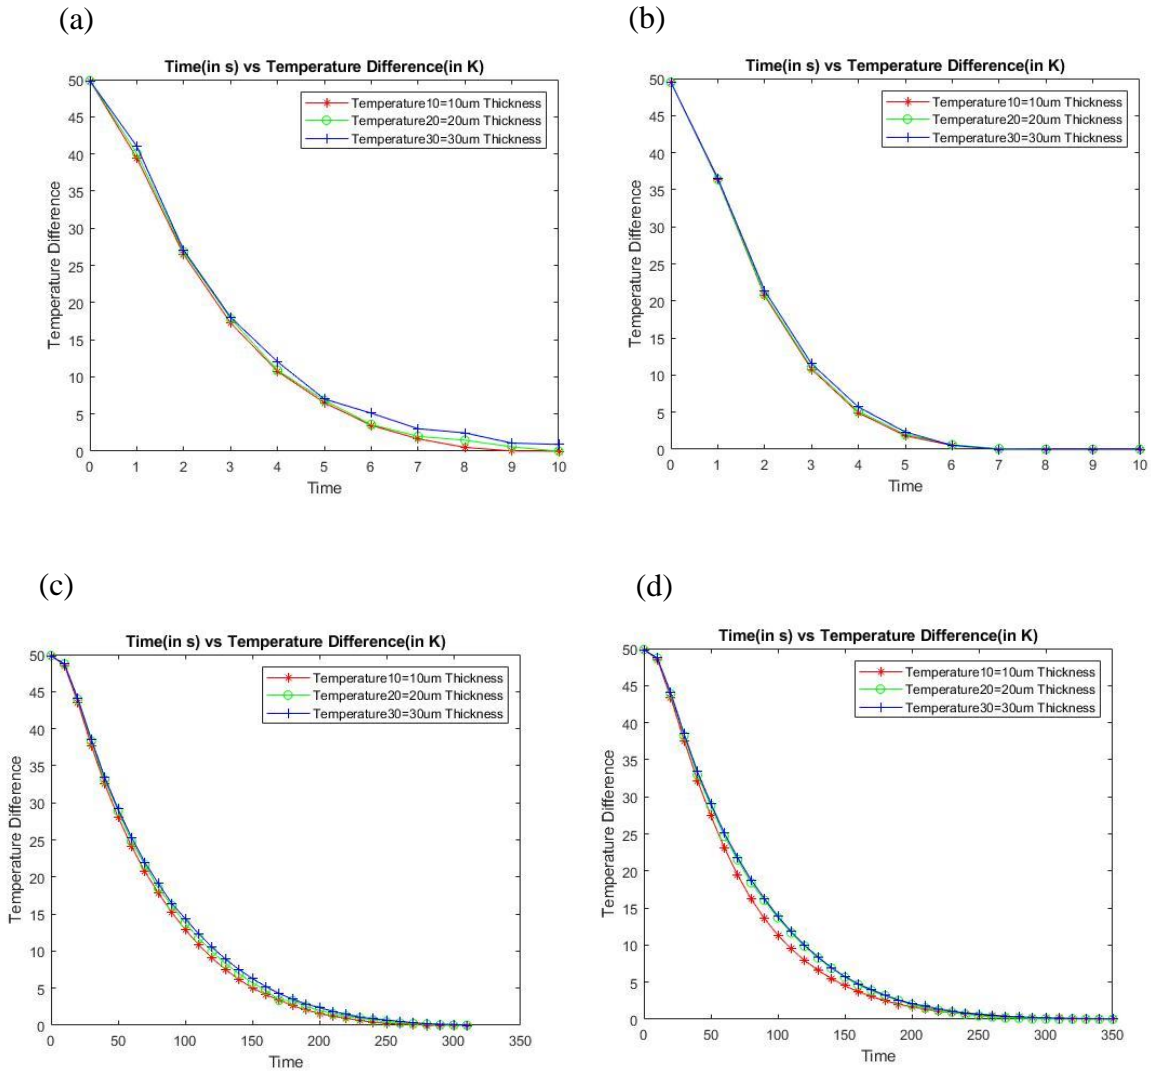 (a)
Time(in s) vs Temperature Difference(in K)
50
45
40
35
30
25
20
15
10
5
0
Temperature Difference
Temperature10=10um Thickness
Temperature20=20um Thickness
Temperature30=30um Thickness
0 1 2 3 4 5 6 7 8 9 10
Time
(b)
Time(in s) vs Temperature Difference(in K)
50
45
40
35
30
25
20
15
10
5
0
Temperature Difference
Temperature10=10um Thickness
Temperature20=20um Thickness
Temperature30=30um Thickness
0 1 2 3 4 5 6 7 8 9 10
Time
(c)
Time(in s) vs Temperature Difference(in K)
50
45
40
35
30
25
20
15
10
5
0
Temperature Difference
Temperature10=10um Thickness
Temperature20=20um Thickness
Temperature30=30um Thickness
0 50 100 150 200 250 300 350
Time
(d)
Time(in s) vs Temperature Difference(in K)
50
45
40
35
30
25
20
15
10
5
0
Temperature Difference
Temperature10=10um Thickness
Temperature20=20um Thickness
Temperature30=30um Thickness
0 50 100 150 200 250 300 350
Time